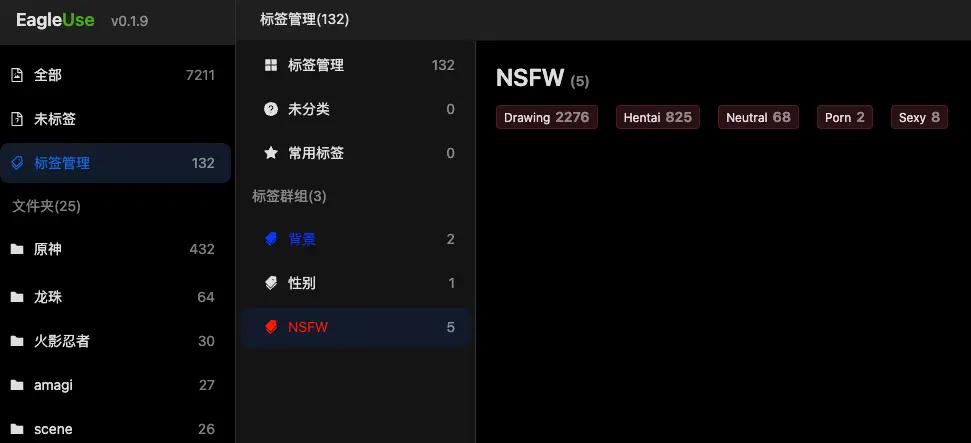 EagleUse v0.1.9
全部 7211
未标签
标签管理 132
文件夹(25)
原神 432
龙珠 64
火影忍者 30
amagi 27
scene 26
标签管理(132)
标签管理 132
未分类 0
常用标签 0
标签群组(3)
背景 2
性别 1
NSFW 5
NSFW (5)
Drawing 2276 Hentai 825 Neutral 68 Porn 2 Sexy 8